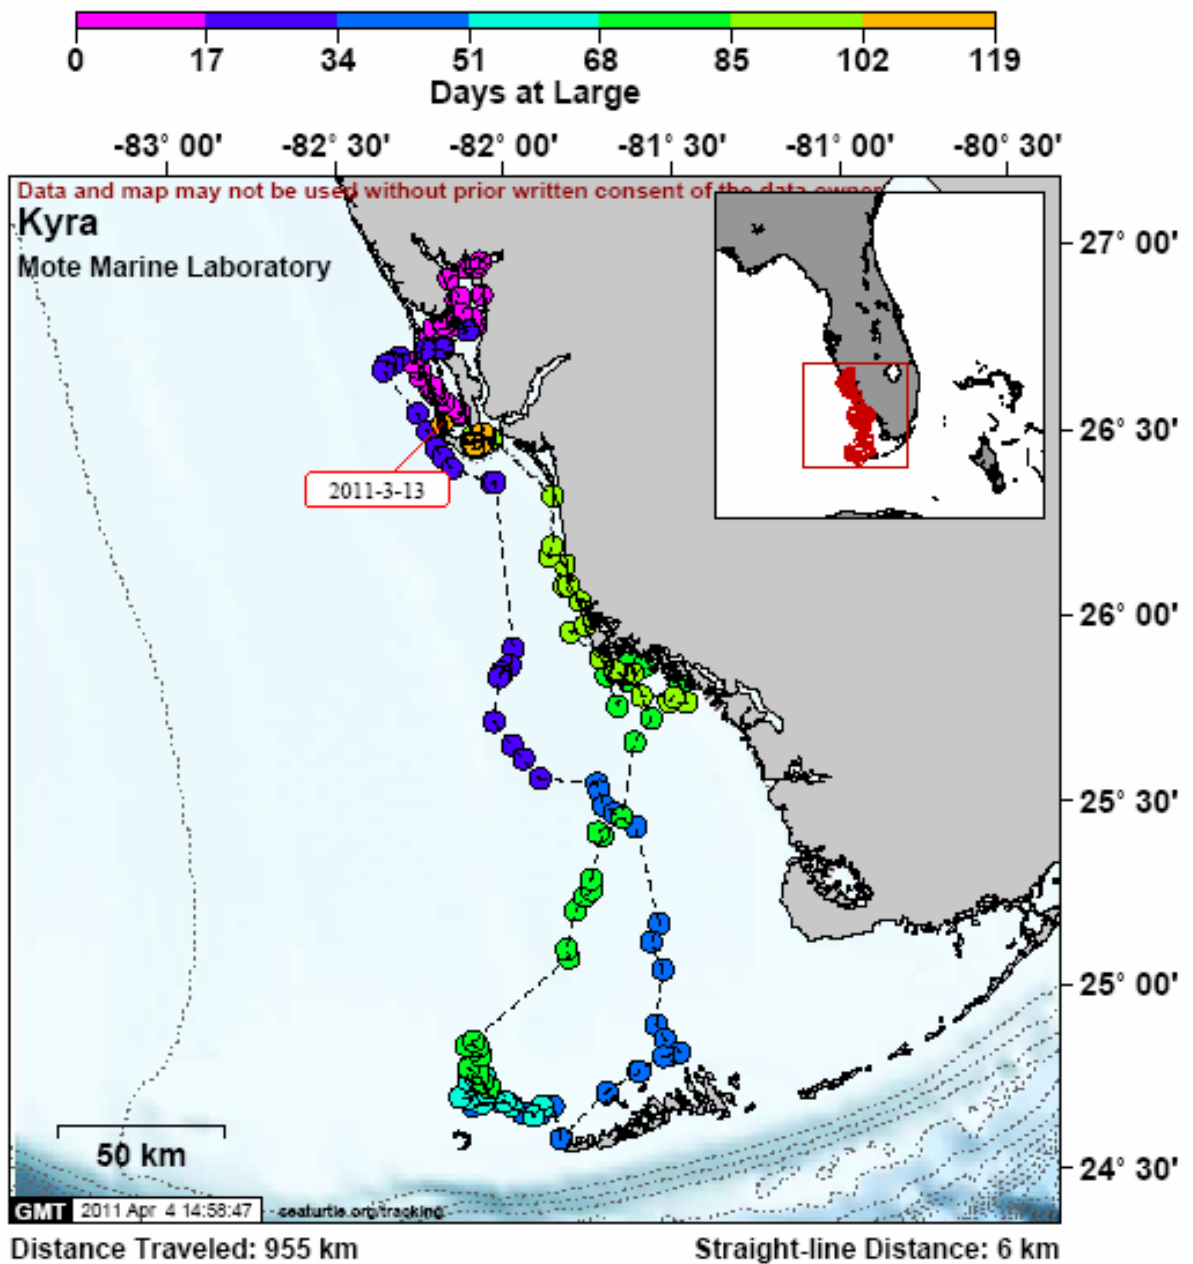 0 17 34 51 68 85 102 119
Days at Large
-83° 00' -82° 30' -82° 00' -81° 30' -81° 00' -80° 30'
Data and map may not be used without prior written consent of the data owner
Kyra
27° 00'
Mote Marine Laboratory
26° 30'
2011-3-13
26° 00'
25° 30'
25° 00'
50 km
24° 30'
GMT 2011 Apr 4 14:58:47 seaturtle.org/tracking
Distance Traveled: 955 km Straight-line Distance: 6 km